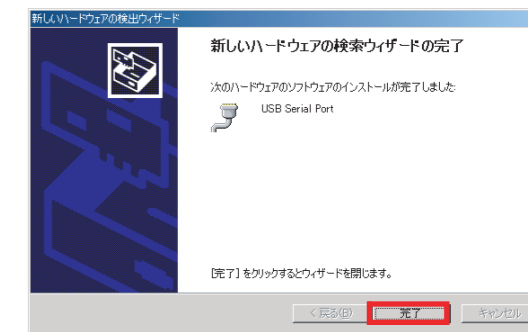 新しいハードウェアの検出ウィザード
新しいハードウェアの検索ウィザードの完了
次のハードウェアのソフトウェアのインストールが完了しました:
USB Serial Port
[完了] をクリックするとウィザードを閉じます。
< 戻る(B) 完了 キャンセル